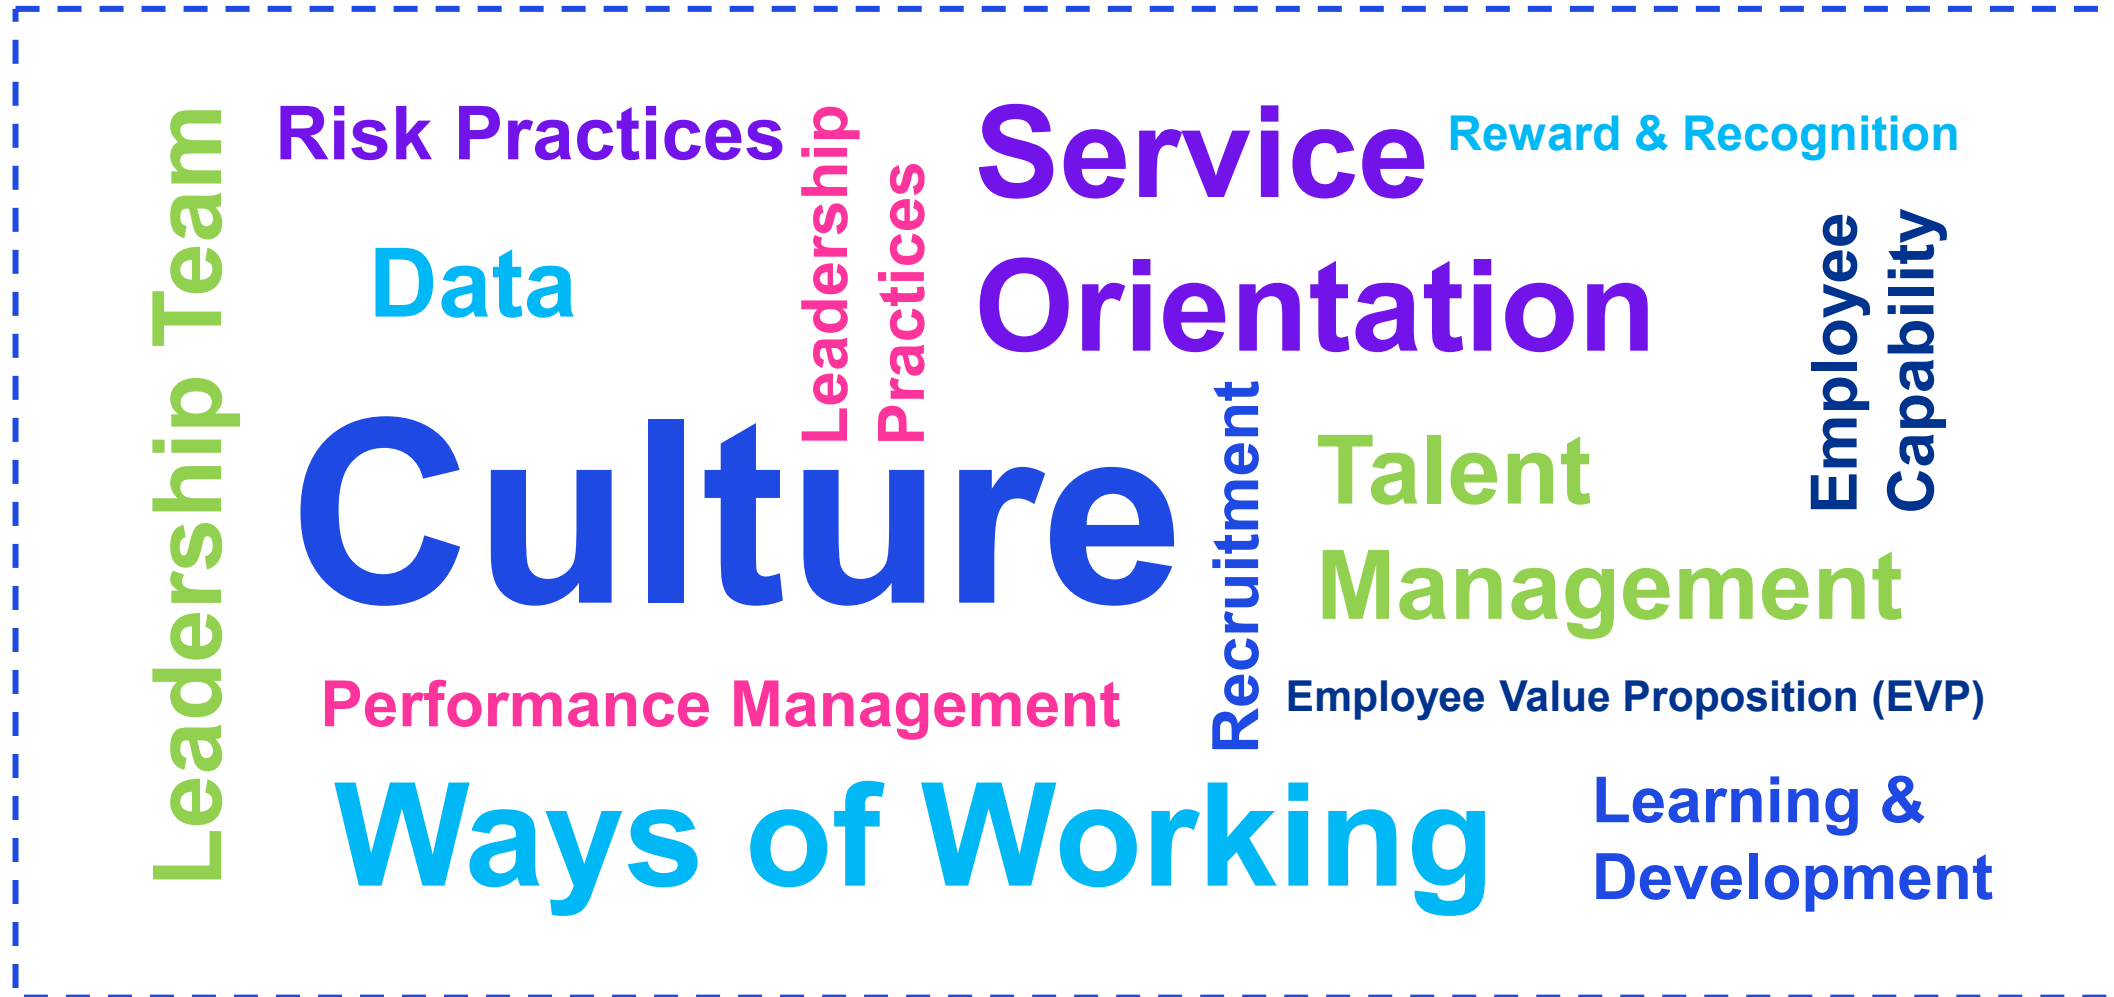 Leadership Team
Risk Practices
Data
Leadership
Practices
Service
Orientation
Reward & Recognition
Employee
Capability
Culture
Recruitment
Talent
Management
Performance Management
Employee Value Proposition (EVP)
Ways of Working
Learning &
Development